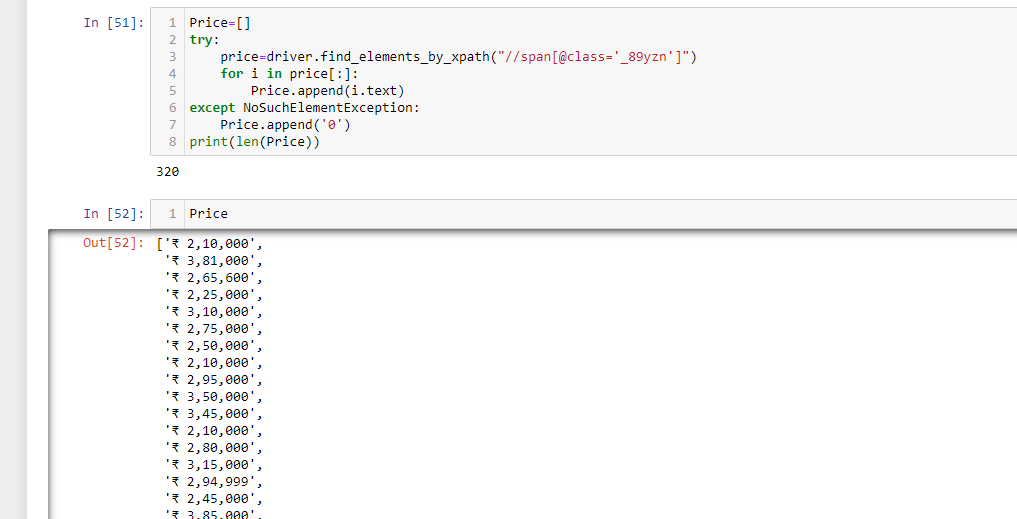 In [51]:
1 Price=[]
2 try:
3     price=driver.find_elements_by_xpath("//span[@class='_89yzn']")
4     for i in price[:]:
5         Price.append(i.text)
6 except NoSuchElementException:
7     Price.append('0')
8 print(len(Price))
320
In [52]:
1 Price
Out[52]: ['₹ 2,10,000',
'₹ 3,81,000',
'₹ 2,65,600',
'₹ 2,25,000',
'₹ 3,10,000',
'₹ 2,75,000',
'₹ 2,50,000',
'₹ 2,10,000',
'₹ 2,95,000',
'₹ 3,50,000',
'₹ 3,45,000',
'₹ 2,10,000',
'₹ 2,80,000',
'₹ 3,15,000',
'₹ 2,94,999',
'₹ 2,45,000',
'₹ 3,85,000',